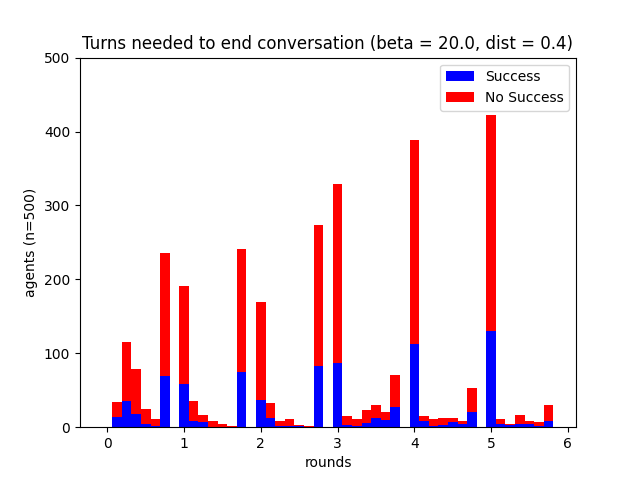 Turns needed to end conversation (beta = 20.0, dist = 0.4)
Success
No Success
500
400
300
200
100
0
agents (n=500)
0 1 2 3 4 5 6
rounds